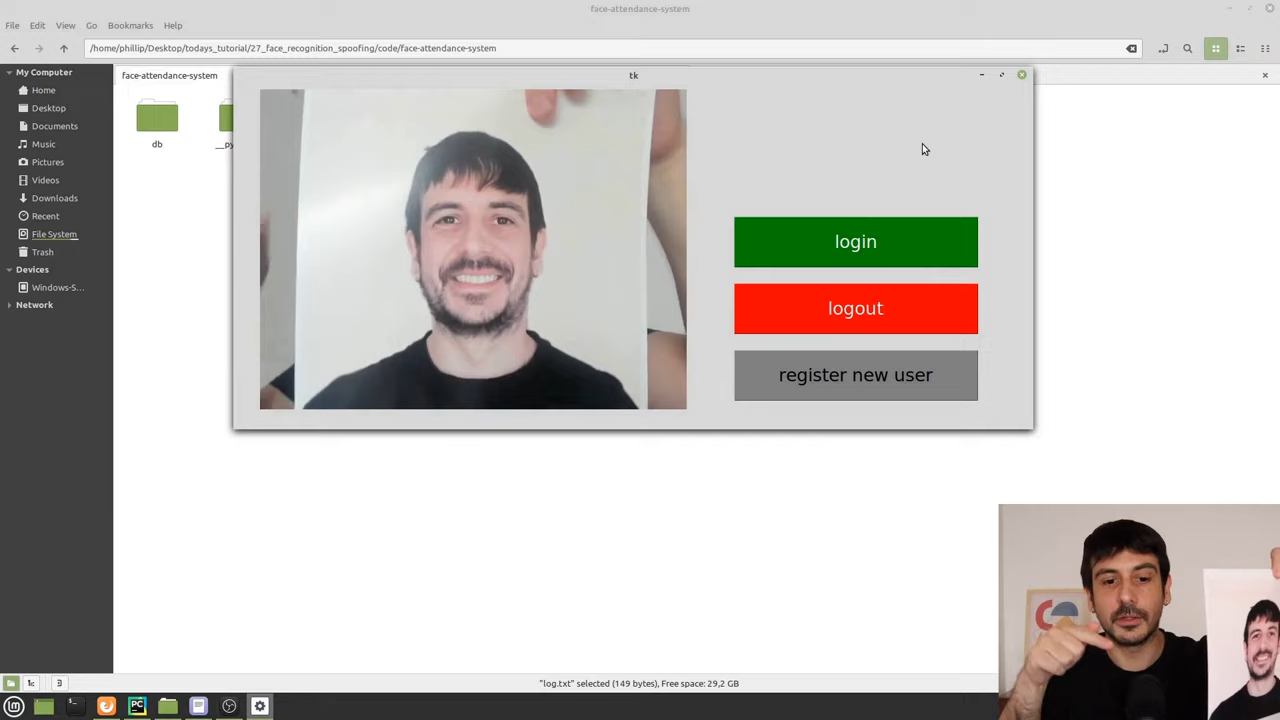 face-attendance-system
File Edit View Go Bookmarks Help
/home/phillip/Desktop/todays_tutorial/27_face_recognition_spoofing/code/face-attendance-system
My Computer
Home
Desktop
Documents
Music
Pictures
Videos
Downloads
Recent
File System
Trash
Devices
Windows-S...
Network
face-attendance-system
db
tk
login
logout
register new user
"log.txt" selected (149 bytes), Free space: 29,2 GB
PC